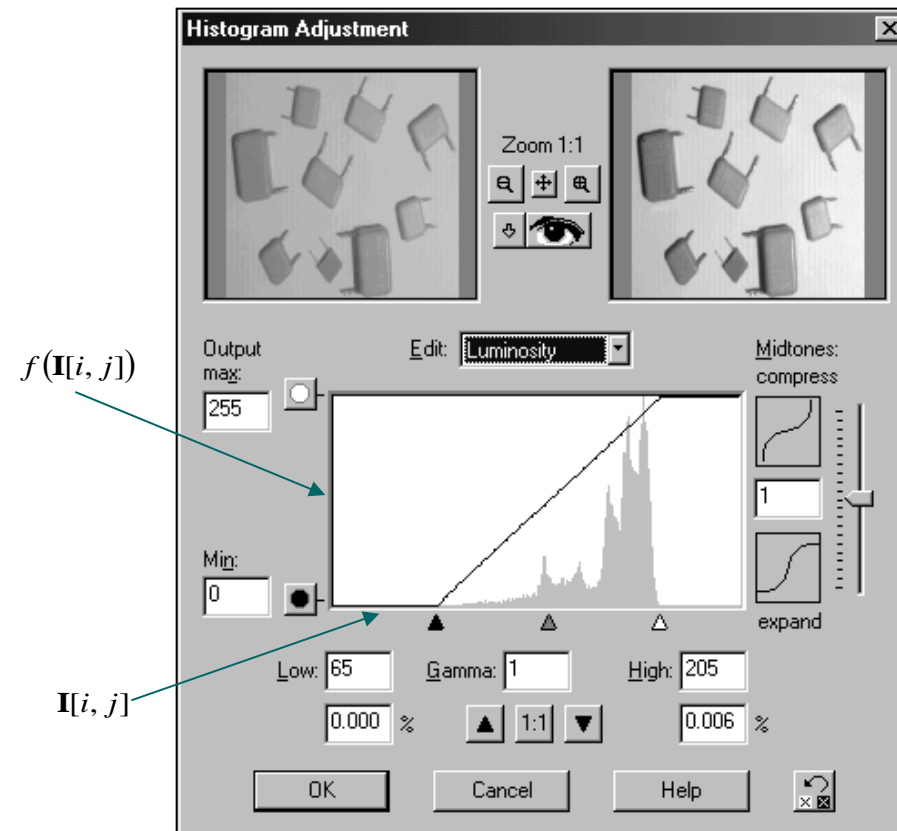 Histogram Adjustment
Zoom 1:1
Output max:
Edit: Luminosity
Midtones:
compress
f(I[i, j])
255
1
Min:
0
expand
Low: 65
Gamma: 1
High: 205
I[i, j]
0.000 %
1:1
0.006 %
OK
Cancel
Help